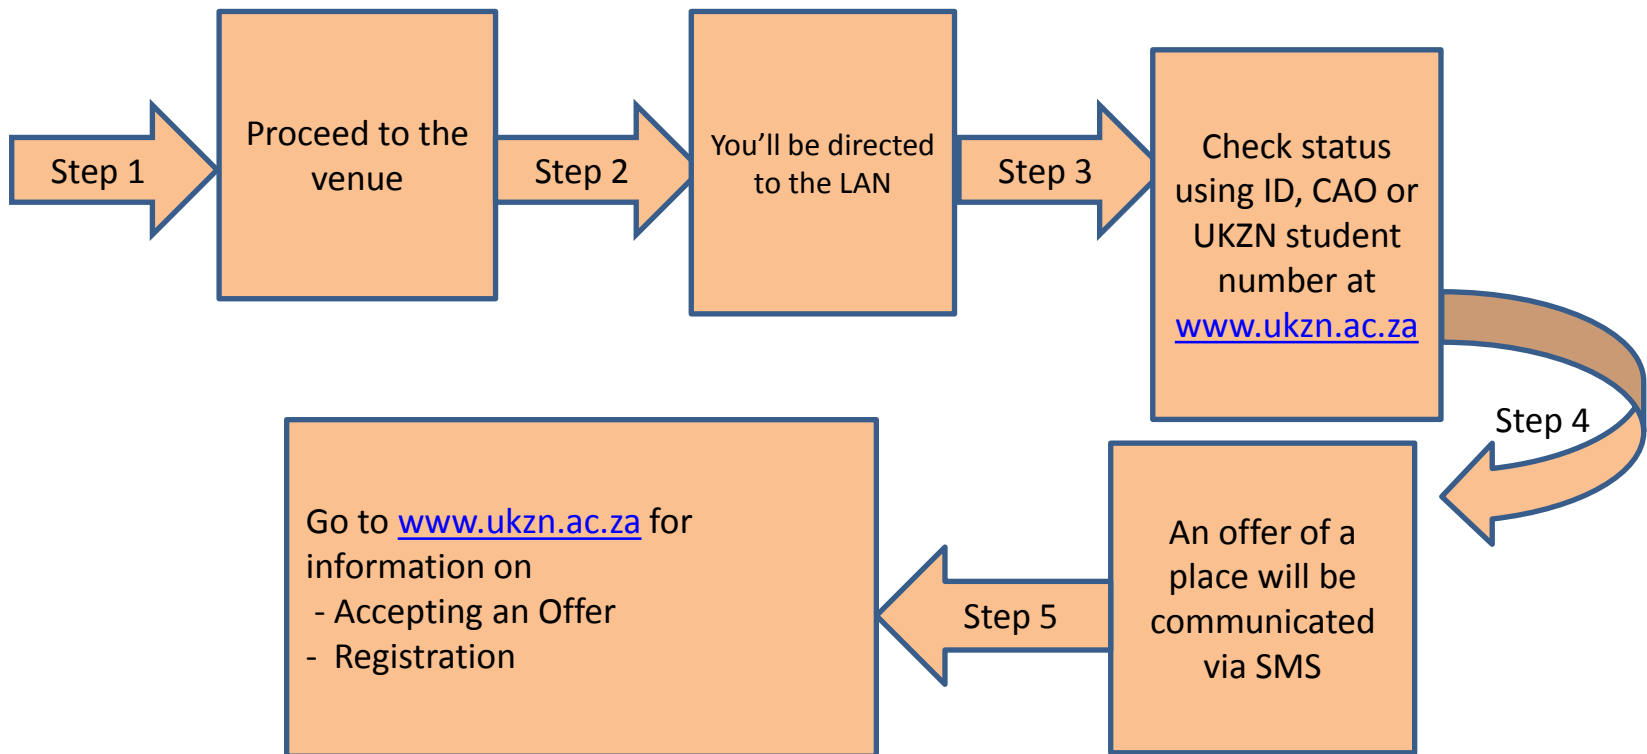 Step 1
Proceed to the
venue
Step 2
You’ll be directed
to the LAN
Step 3
Check status
using ID, CAO or
UKZN student
number at
www.ukzn.ac.za
Step 4
An offer of a
place will be
communicated
via SMS
Step 5
Go to www.ukzn.ac.za for
information on
- Accepting an Offer
- Registration